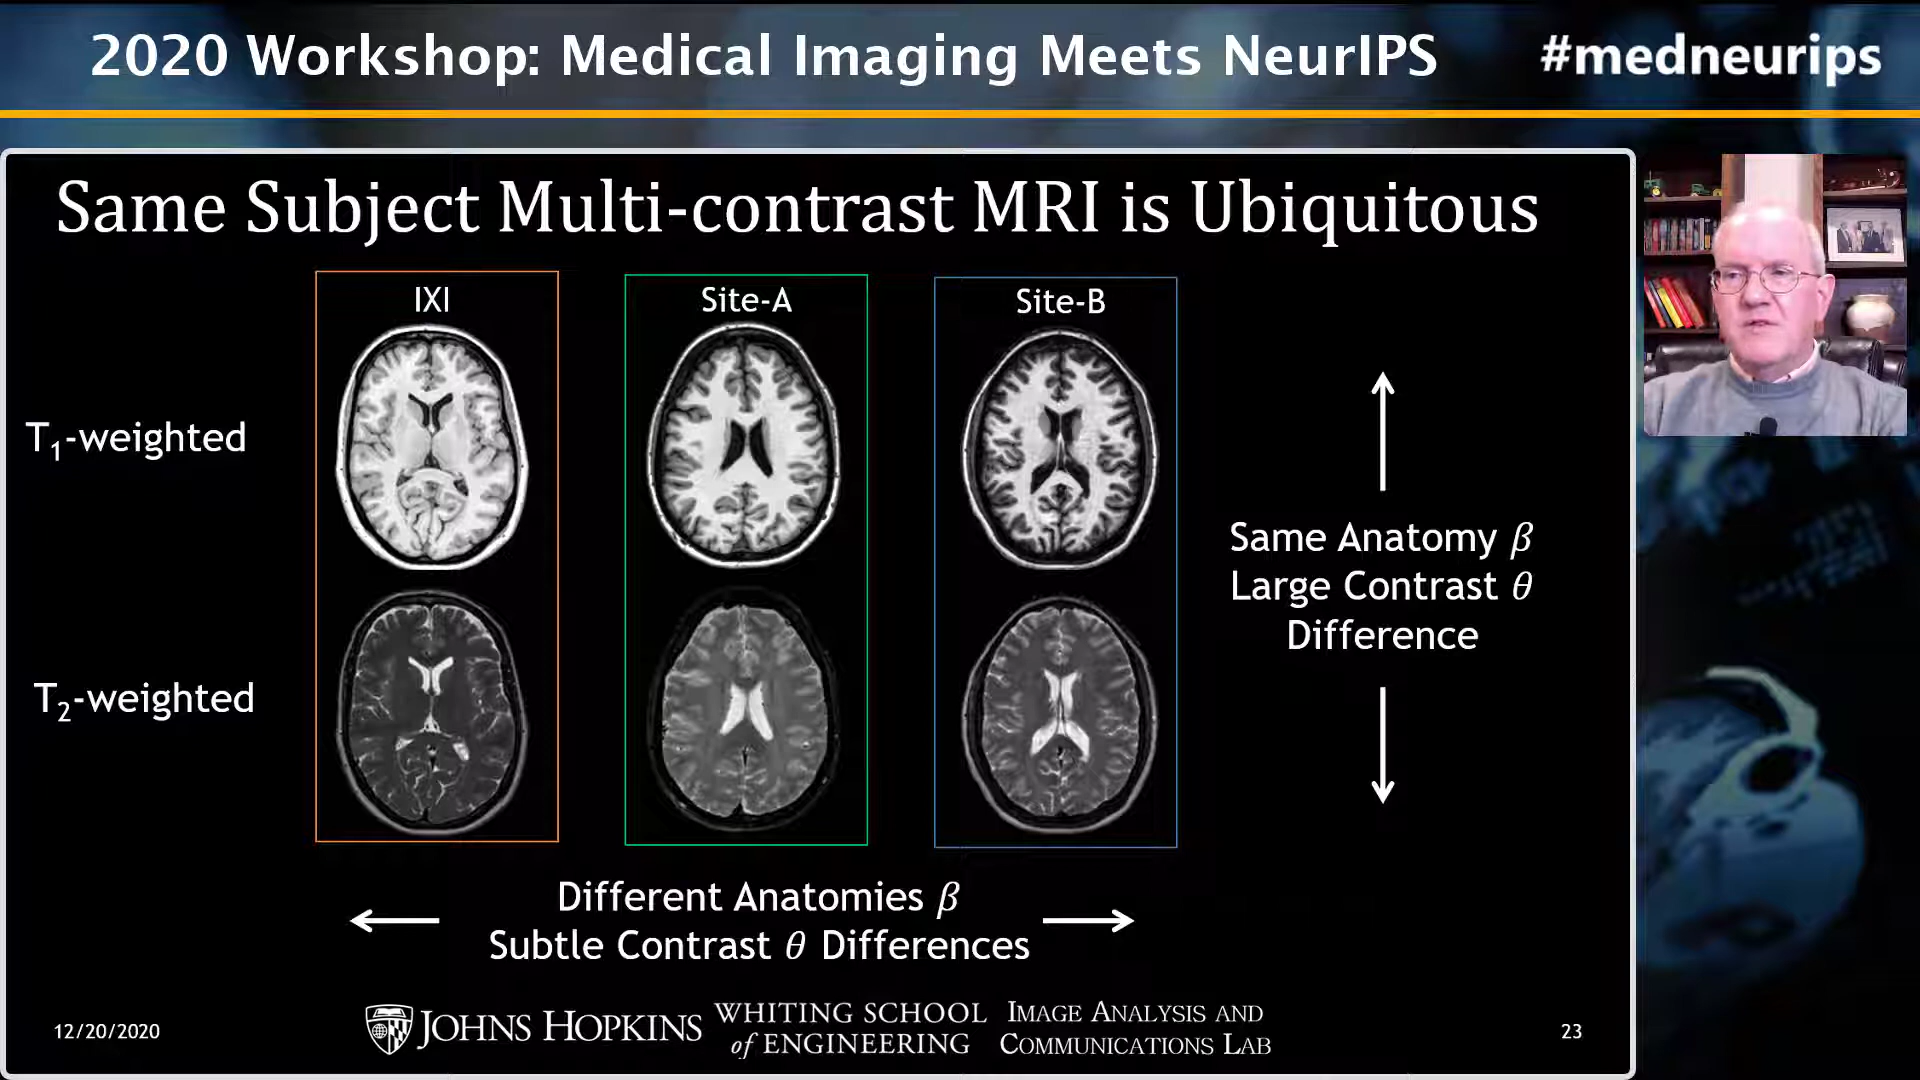 2020 Workshop: Medical Imaging Meets NeurIPS
#medneurips
Same Subject Multi-contrast MRI is Ubiquitous
IXI
Site-A
Site-B
T₁-weighted
T₂-weighted
Same Anatomy β
Large Contrast θ
Difference
Different Anatomies β
Subtle Contrast θ Differences
12/20/2020
JOHNS HOPKINS
WHITING SCHOOL
of ENGINEERING
IMAGE ANALYSIS AND
COMMUNICATIONS LAB
23